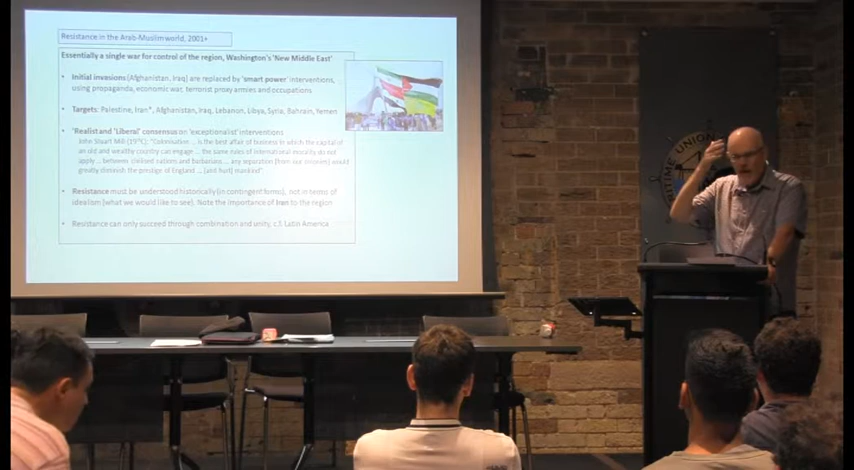 Resistance in the Arab-Muslim world, 2001+
Essentially a single war for control of the region, Washington's 'New Middle East'
• Initial invasions (Afghanistan, Iraq) are replaced by 'smart power' interventions,
using propaganda, economic war, terrorist proxy armies and occupations
• Targets: Palestine, Iran*, Afghanistan, Iraq, Lebanon, Libya, Syria, Bahrain, Yemen
• 'Realist and 'Liberal' consensus on 'exceptionalist' interventions
John Stuart Mill (19thC): "Colonisation ... is the best affair of business in which the capital of
an old and wealthy country can engage ... the same rules of international morality do not
apply ... between civilised nations and barbarians ... any separation [from our colonies] would
greatly diminish the prestige of England ... [and hurt] mankind".
• Resistance must be understood historically (in contingent forms), not in terms of
idealism (what we would like to see). Note the importance of Iran to the region
• Resistance can only succeed through combination and unity, c.f. Latin America
RITIME UNION